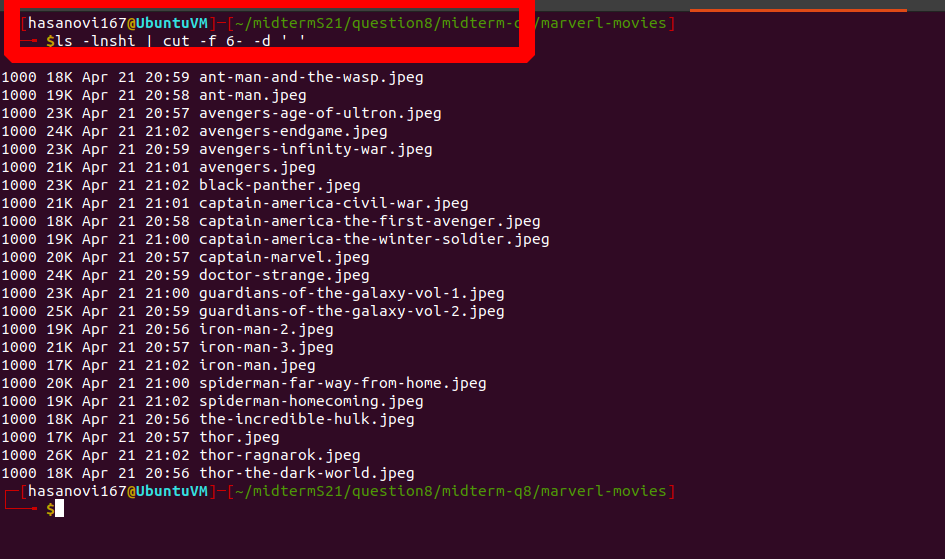 [hasanovi167@UbuntuVM]─[~/midtermS21/question8/midterm-q8/marverl-movies]
$ls -lnshi | cut -f 6- -d ' '
1000 18K Apr 21 20:59 ant-man-and-the-wasp.jpeg
1000 19K Apr 21 20:58 ant-man.jpeg
1000 23K Apr 21 20:57 avengers-age-of-ultron.jpeg
1000 24K Apr 21 21:02 avengers-endgame.jpeg
1000 23K Apr 21 20:59 avengers-infinity-war.jpeg
1000 21K Apr 21 21:01 avengers.jpeg
1000 23K Apr 21 21:02 black-panther.jpeg
1000 21K Apr 21 21:01 captain-america-civil-war.jpeg
1000 18K Apr 21 20:58 captain-america-the-first-avenger.jpeg
1000 19K Apr 21 21:00 captain-america-the-winter-soldier.jpeg
1000 20K Apr 21 20:57 captain-marvel.jpeg
1000 24K Apr 21 20:59 doctor-strange.jpeg
1000 23K Apr 21 21:00 guardians-of-the-galaxy-vol-1.jpeg
1000 25K Apr 21 20:59 guardians-of-the-galaxy-vol-2.jpeg
1000 19K Apr 21 20:56 iron-man-2.jpeg
1000 21K Apr 21 20:57 iron-man-3.jpeg
1000 17K Apr 21 21:02 iron-man.jpeg
1000 20K Apr 21 21:00 spiderman-far-way-from-home.jpeg
1000 19K Apr 21 21:02 spiderman-homecoming.jpeg
1000 18K Apr 21 20:56 the-incredible-hulk.jpeg
1000 17K Apr 21 20:57 thor.jpeg
1000 26K Apr 21 21:02 thor-ragnarok.jpeg
1000 18K Apr 21 20:56 thor-the-dark-world.jpeg
[hasanovi167@UbuntuVM]─[~/midtermS21/question8/midterm-q8/marverl-movies]
$